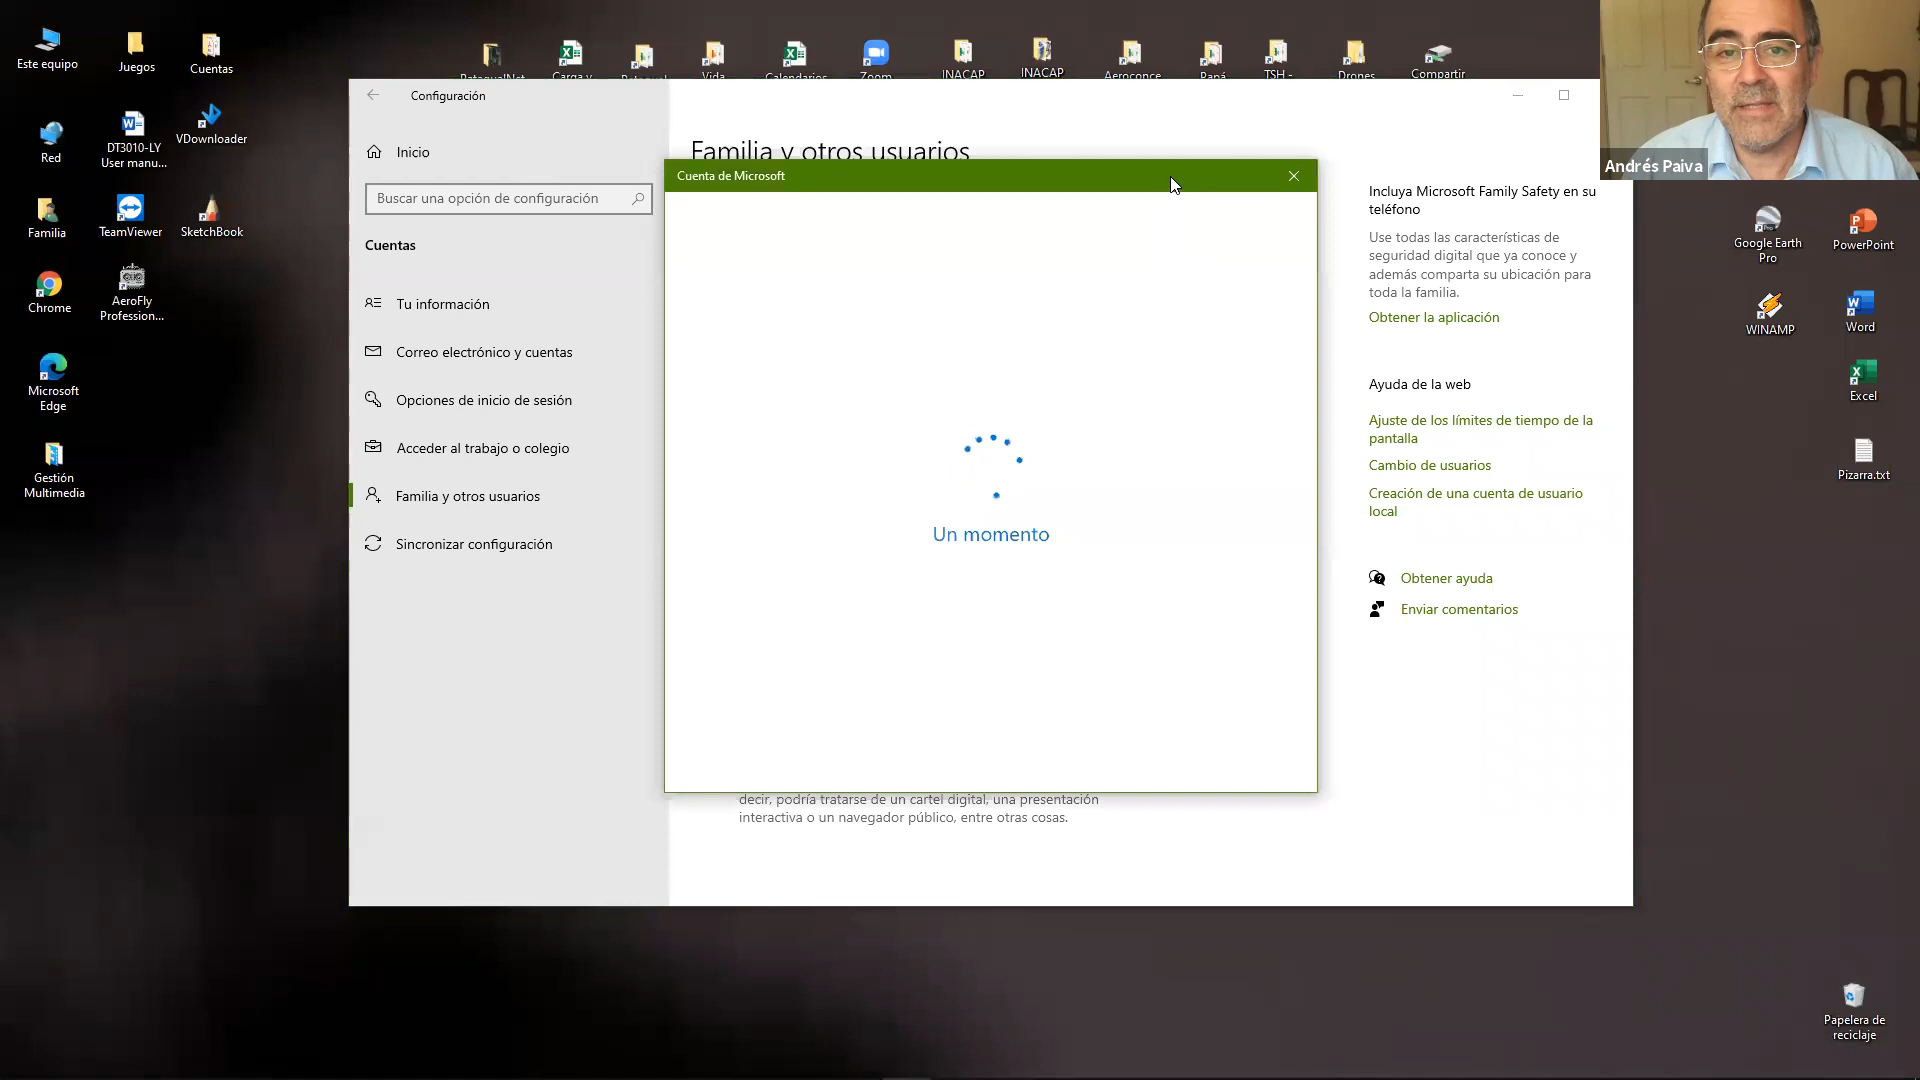 Este equipo
Juegos
Cuentas
Carga y
Vida
Calendarios
Zoom
INACAP
INACAP
Aeroconce
Papá
TSH -
Drones
Compartir
Andrés Paiva
Configuración
Inicio
Familia y otros usuarios
Cuenta de Microsoft
Buscar una opción de configuración
Cuentas
Tu información
Correo electrónico y cuentas
Opciones de inicio de sesión
Acceder al trabajo o colegio
Familia y otros usuarios
Sincronizar configuración
Un momento
decir, podría tratarse de un cartel digital, una presentación
interactiva o un navegador público, entre otras cosas.
Incluya Microsoft Family Safety en su
teléfono
Use todas las características de
seguridad digital que ya conoce y
además comparta su ubicación para
toda la familia.
Obtener la aplicación
Ayuda de la web
Ajuste de los límites de tiempo de la
pantalla
Cambio de usuarios
Creación de una cuenta de usuario
local
Obtener ayuda
Enviar comentarios
Red
DT3010-LY
User manu...
VDownloader
Familia
TeamViewer
SketchBook
Chrome
AeroFly
Profession...
Microsoft
Edge
Gestión
Multimedia
Google Earth
Pro
PowerPoint
WINAMP
Word
Excel
Pizarra.txt
Papelera de
reciclaje